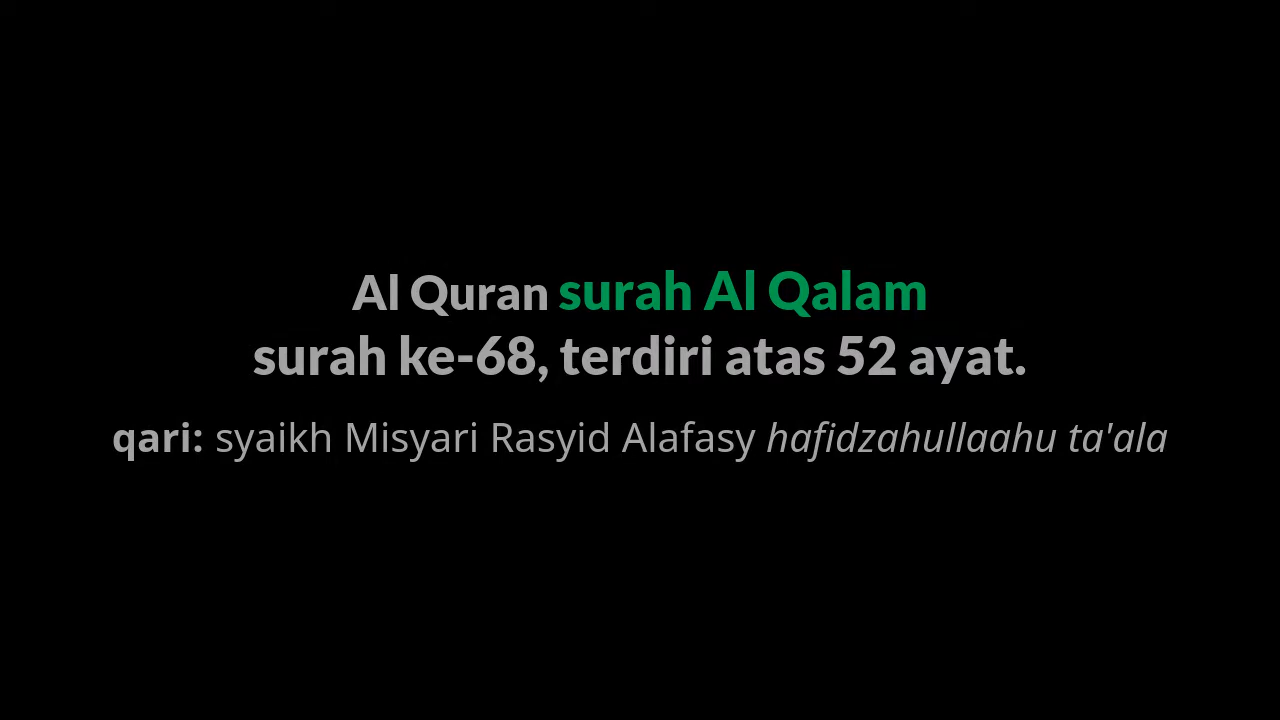 Al Quran surah Al Qalam
surah ke-68, terdiri atas 52 ayat.
qari: syaikh Misyari Rasyid Alafasy hafidzahullaahu ta'ala